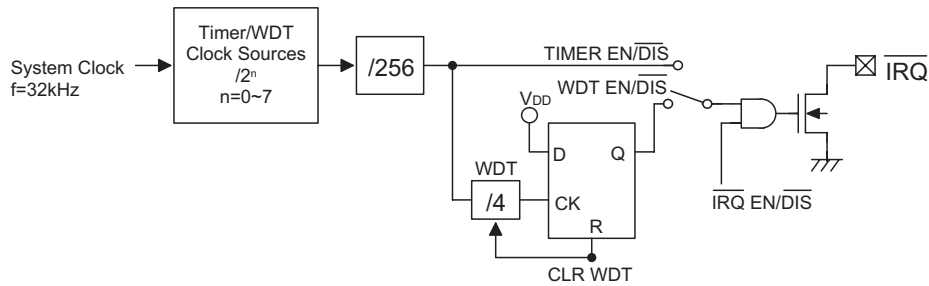 Timer/WDT
Clock Sources
/2ⁿ
n=0~7
System Clock
f=32kHz
/256
TIMER EN/DIS
WDT EN/DIS
IRQ
VDD
D
Q
WDT
/4
CK
R
IRQ EN/DIS
CLR WDT